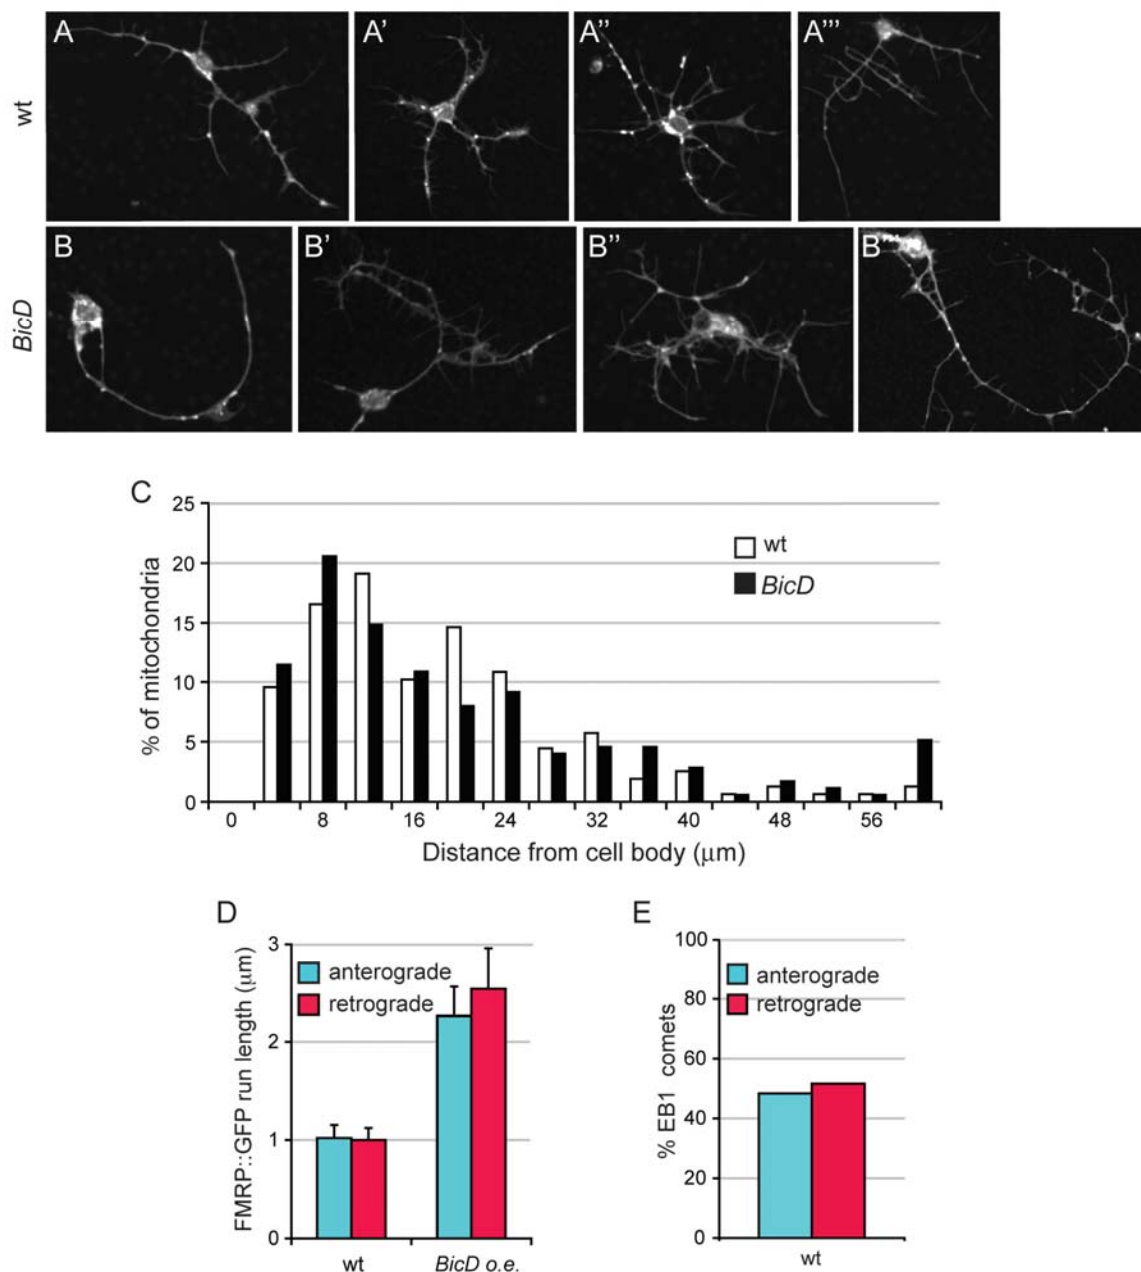 A
A'
A''
A'''
wt
B
B'
B''
B
BicD
C
25
20
15
10
5
0
% of mitochondria
wt
BicD
0 8 16 24 32 40 48 56
Distance from cell body (μm)
D
3
2
1
0
FMRP::GFP run length (μm)
anterograde
retrograde
wt BicD o.e.
E
100
80
60
40
20
0
% EB1 comets
anterograde
retrograde
wt